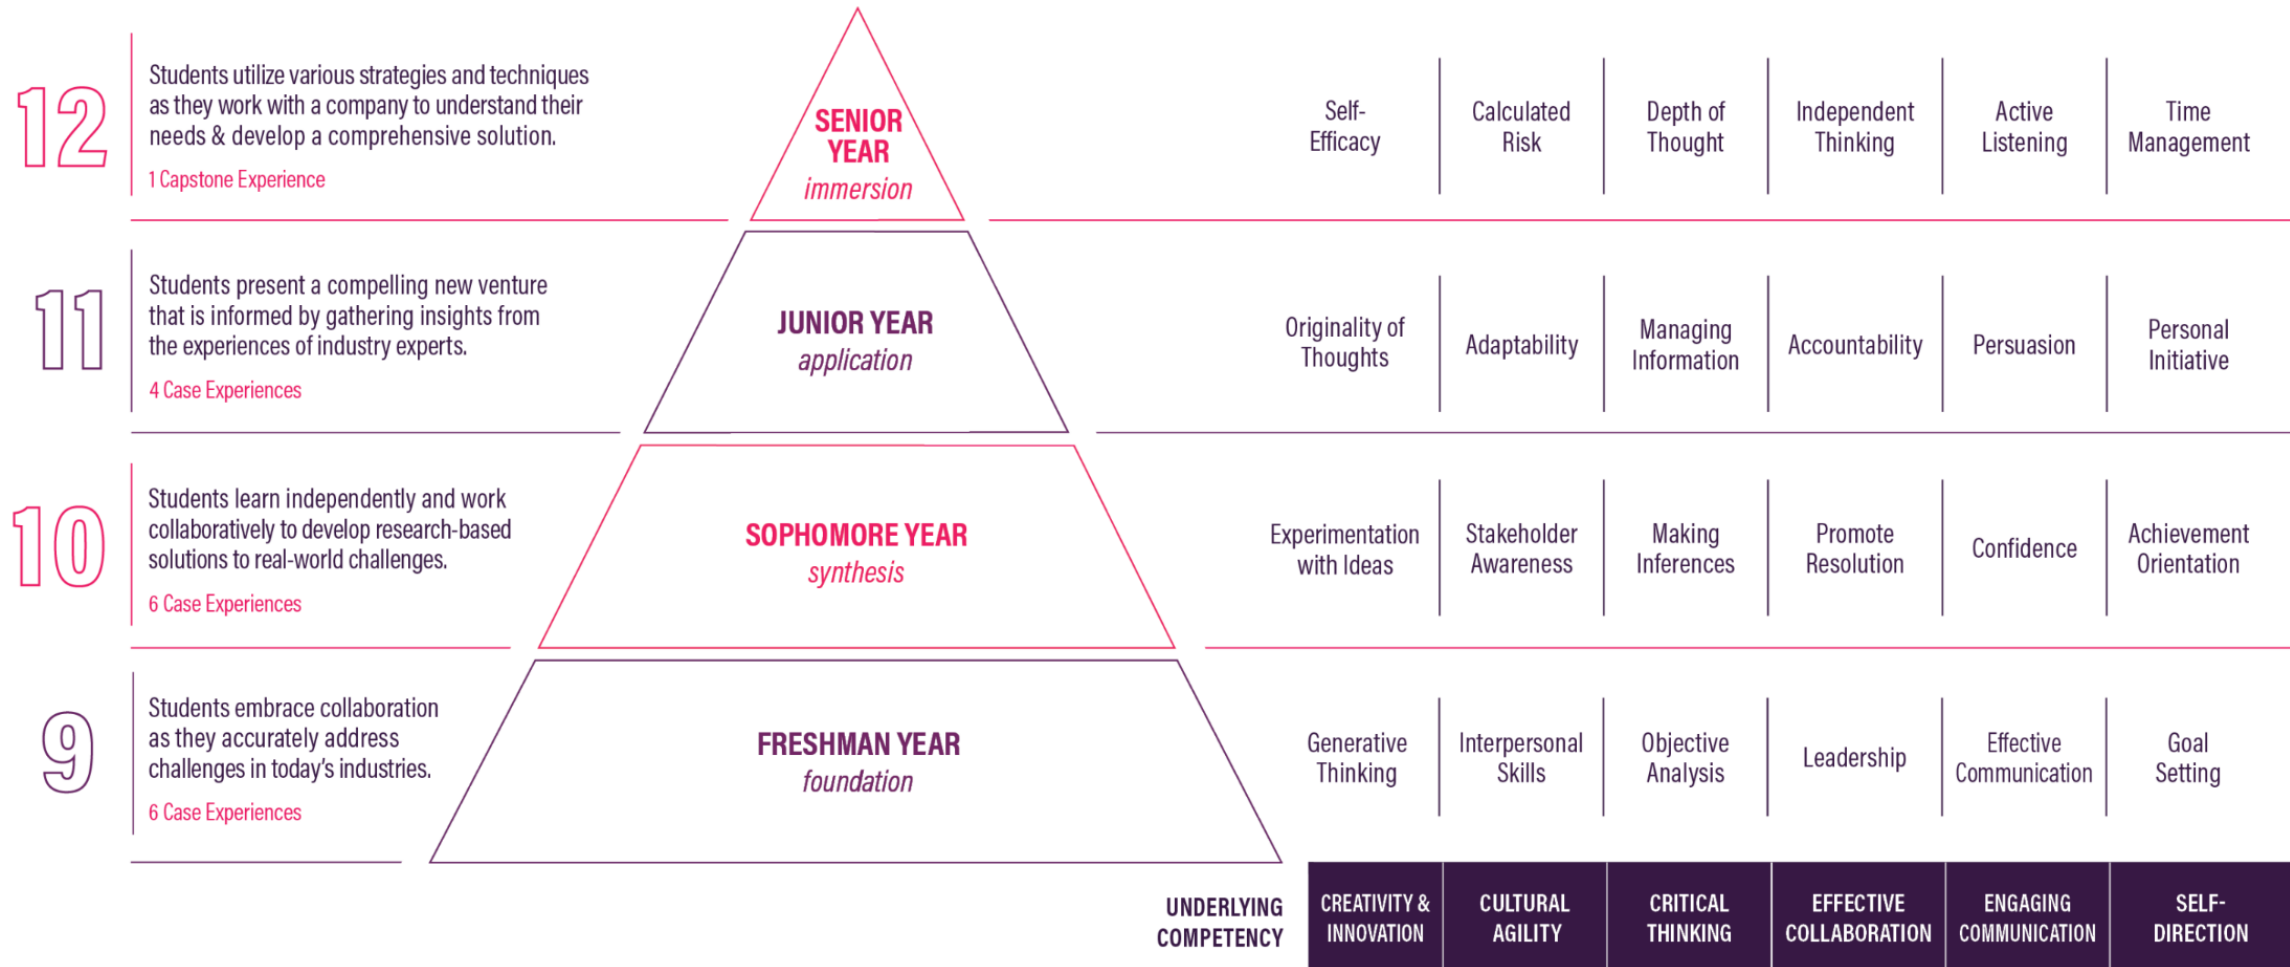 12
Students utilize various strategies and techniques
as they work with a company to understand their
needs & develop a comprehensive solution.
1 Capstone Experience
SENIOR
YEAR
immersion
Self-
Efficacy
Calculated
Risk
Depth of
Thought
Independent
Thinking
Active
Listening
Time
Management
11
Students present a compelling new venture
that is informed by gathering insights from
the experiences of industry experts.
4 Case Experiences
JUNIOR YEAR
application
Originality of
Thoughts
Adaptability
Managing
Information
Accountability
Persuasion
Personal
Initiative
10
Students learn independently and work
collaboratively to develop research-based
solutions to real-world challenges.
6 Case Experiences
SOPHOMORE YEAR
synthesis
Experimentation
with Ideas
Stakeholder
Awareness
Making
Inferences
Promote
Resolution
Confidence
Achievement
Orientation
9
Students embrace collaboration
as they accurately address
challenges in today's industries.
6 Case Experiences
FRESHMAN YEAR
foundation
Generative
Thinking
Interpersonal
Skills
Objective
Analysis
Leadership
Effective
Communication
Goal
Setting
UNDERLYING
COMPETENCY
CREATIVITY &
INNOVATION
CULTURAL
AGILITY
CRITICAL
THINKING
EFFECTIVE
COLLABORATION
ENGAGING
COMMUNICATION
SELF-
DIRECTION